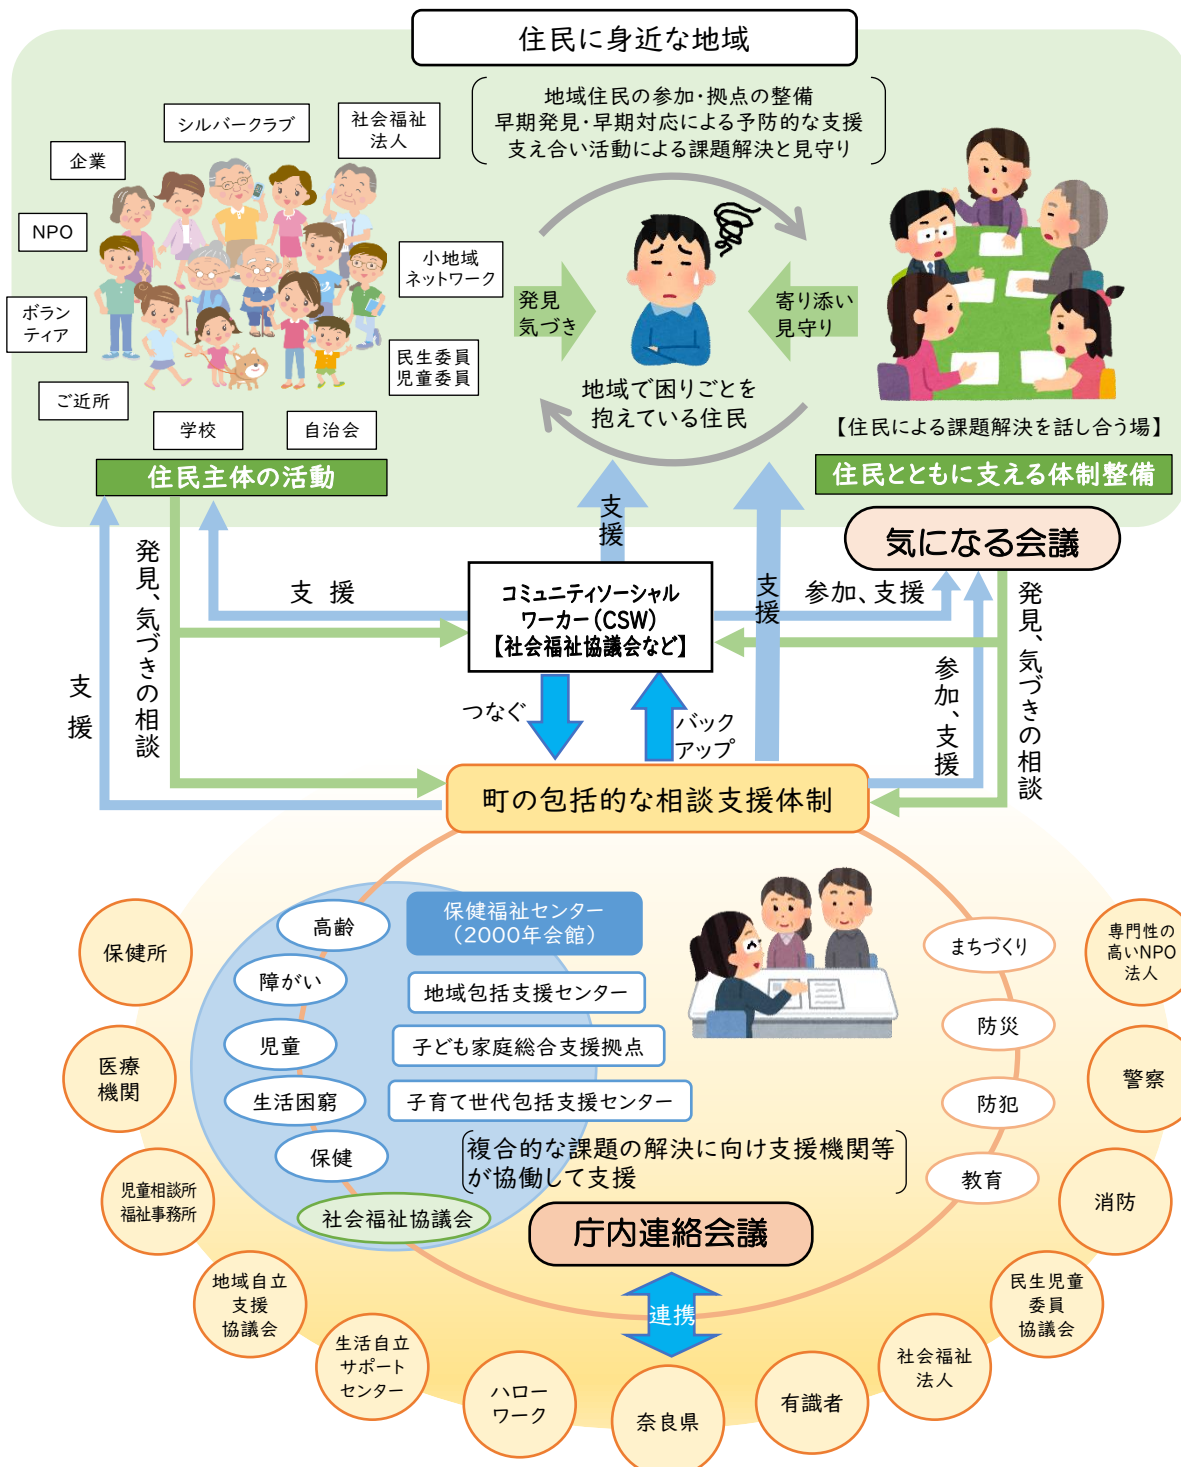 住民に身近な地域
地域住民の参加・拠点の整備
早期発見・早期対応による予防的な支援
支え合い活動による課題解決と見守り
シルバークラブ
社会福祉
法人
企業
NPO
小地域
ネットワーク
ボラン
ティア
民生委員
児童委員
ご近所
学校
自治会
発見
気づき
寄り添い
見守り
地域で困りごとを
抱えている住民
【住民による課題解決を話し合う場】
住民主体の活動
住民とともに支える体制整備
気になる会議
支援
支援
支援
参加、支援
発見、気づきの相談
発見、気づきの相談
コミュニティソーシャル
ワーカー(CSW)
【社会福祉協議会など】
支援
参加、支援
つなぐ
バック
アップ
町の包括的な相談支援体制
高齢
障がい
児童
生活困窮
保健
社会福祉協議会
保健福祉センター
(2000年会館)
地域包括支援センター
子ども家庭総合支援拠点
子育て世代包括支援センター
複合的な課題の解決に向け支援機関等
が協働して支援
まちづくり
防災
防犯
教育
庁内連絡会議
連携
保健所
医療
機関
児童相談所
福祉事務所
地域自立
支援
協議会
生活自立
サポート
センター
ハロー
ワーク
奈良県
有識者
社会福祉
法人
民生児童
委員
協議会
消防
警察
専門性の
高いNPO
法人